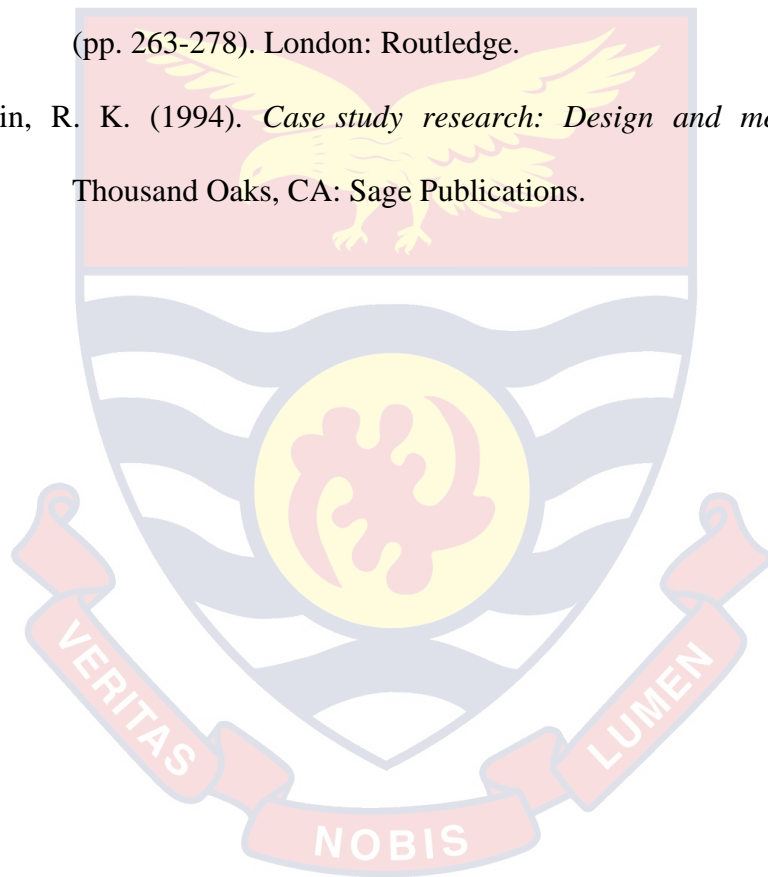 (pp. 263-278). London: Routledge.
in, R. K. (1994). Case study research: Design and me
Thousand Oaks, CA: Sage Publications.
VERITAS
NOBIS
LUMEN